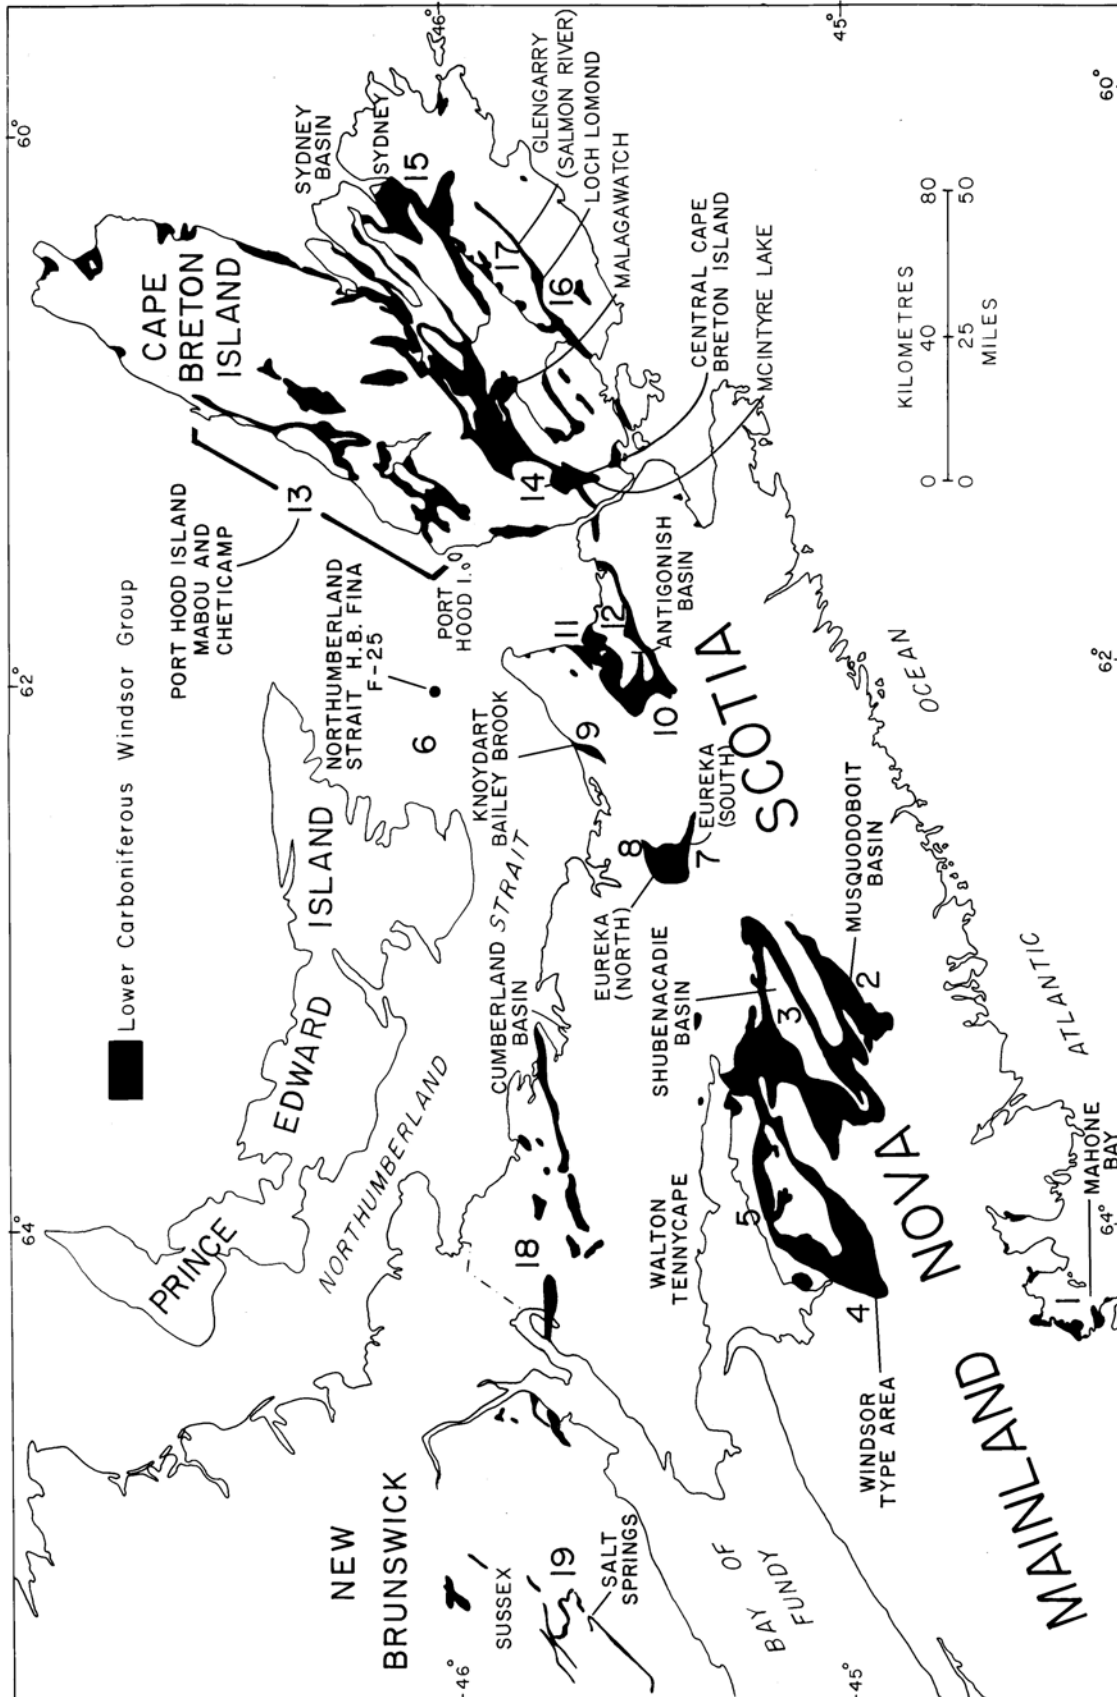 60°
62°
64°
46°
45°
60°
62°
64°
46°
45°
Lower Carboniferous Windsor Group
CAPE
BRETON
ISLAND
SYDNEY
BASIN
SYDNEY
15
GLENGARRY
(SALMON RIVER)
LOCH LOMOND
MALAGAWATCH
17
16
CENTRAL CAPE
BRETON ISLAND
MCINTYRE LAKE
14
PORT HOOD ISLAND
MABOU AND
CHETICAMP
13
PORT
HOOD I.
NORTHUMBERLAND
STRAIT H.B. FINA
F-25
6
KNOYDART
BAILEY BROOK
9
11
12
10
ANTIGONISH
BASIN
PRINCE
EDWARD
ISLAND
NORTHUMBERLAND
STRAIT
CUMBERLAND
BASIN
EUREKA
(NORTH)
8
7
EUREKA
(SOUTH)
SHUBENACADIE
BASIN
3
2
MUSQUODOBOIT
BASIN
WALTON
TENNYCAPE
5
4
WINDSOR
TYPE AREA
18
NEW
BRUNSWICK
SUSSEX
19
SALT
SPRINGS
BAY OF
FUNDY
MAINLAND
NOVA
SCOTIA
1
MAHONE
BAY
ATLANTIC
OCEAN
KILOMETRES
0 40 80
0 25 50
MILES